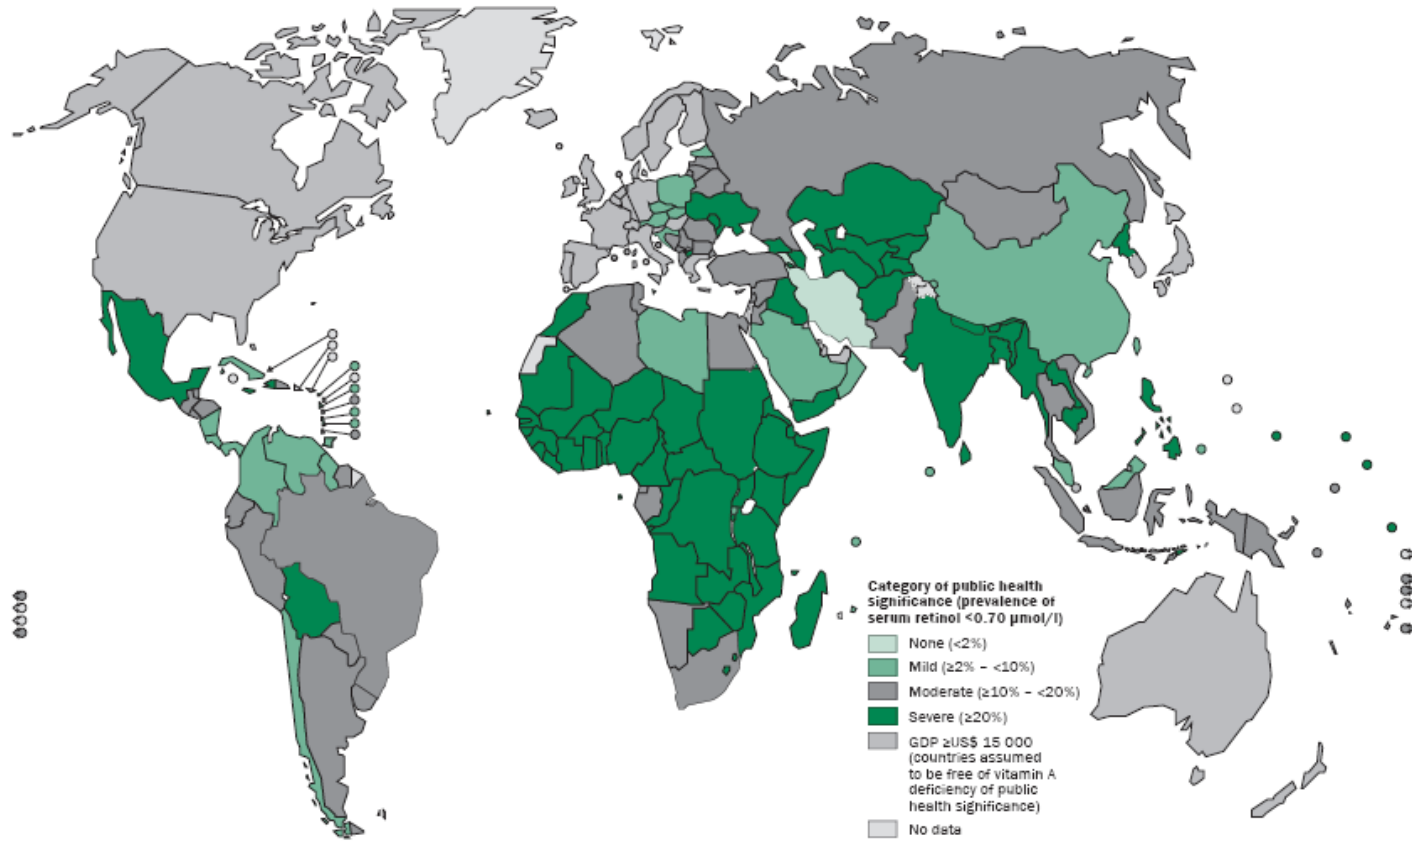 Category of public health
significance (prevalence of
serum retinol <0.70 µmol/l)
None (<2%)
Mild (≥2% – <10%)
Moderate (≥10% – <20%)
Severe (≥20%)
GDP ≥US$ 15 000
(countries assumed
to be free of vitamin A
deficiency of public
health significance)
No data